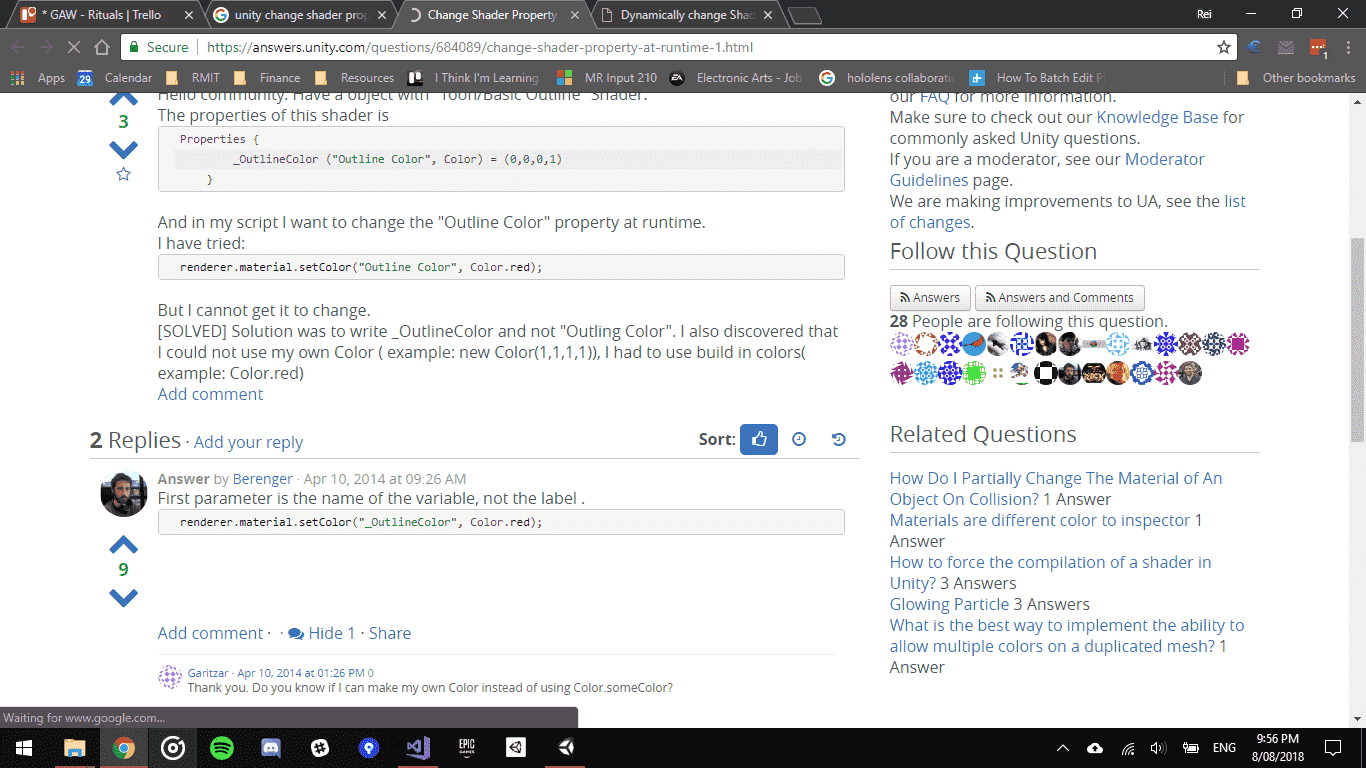 * GAW - Rituals | Trello
unity change shader prop
Change Shader Property
Dynamically change Shad
Rei
Secure
https://answers.unity.com/questions/684089/change-shader-property-at-runtime-1.html
1
Apps
29
Calendar
RMIT
Finance
Resources
I Think I'm Learning
MR Input 210
EA
Electronic Arts - Job
hololens collaborati
How To Batch Edit P
Other bookmarks
Hello community. Have a object with "Toon/Basic Outline" Shader.
3
The properties of this shader is
Properties {
_OutlineColor ("Outline Color", Color) = (0,0,0,1)
}
And in my script I want to change the "Outline Color" property at runtime.
I have tried:
renderer.material.setColor("Outline Color", Color.red);
But I cannot get it to change.
[SOLVED] Solution was to write _OutlineColor and not "Outling Color". I also discovered that
I could not use my own Color ( example: new Color(1,1,1,1)), I had to use build in colors(
example: Color.red)
Add comment
2 Replies · Add your reply
Sort:
Answer by Berenger · Apr 10, 2014 at 09:26 AM
First parameter is the name of the variable, not the label .
renderer.material.setColor("_OutlineColor", Color.red);
9
Add comment · · Hide 1 · Share
Garitzar · Apr 10, 2014 at 01:26 PM 0
Thank you. Do you know if I can make my own Color instead of using Color.someColor?
our FAQ for more information.
Make sure to check out our Knowledge Base for
commonly asked Unity questions.
If you are a moderator, see our Moderator
Guidelines page.
We are making improvements to UA, see the list
of changes.
Follow this Question
Answers
Answers and Comments
28 People are following this question.
Related Questions
How Do I Partially Change The Material of An
Object On Collision? 1 Answer
Materials are different color to inspector 1
Answer
How to force the compilation of a shader in
Unity? 3 Answers
Glowing Particle 3 Answers
What is the best way to implement the ability to
allow multiple colors on a duplicated mesh? 1
Answer
Waiting for www.google.com...
EPIC
GAMES
ENG
9:56 PM
8/08/2018